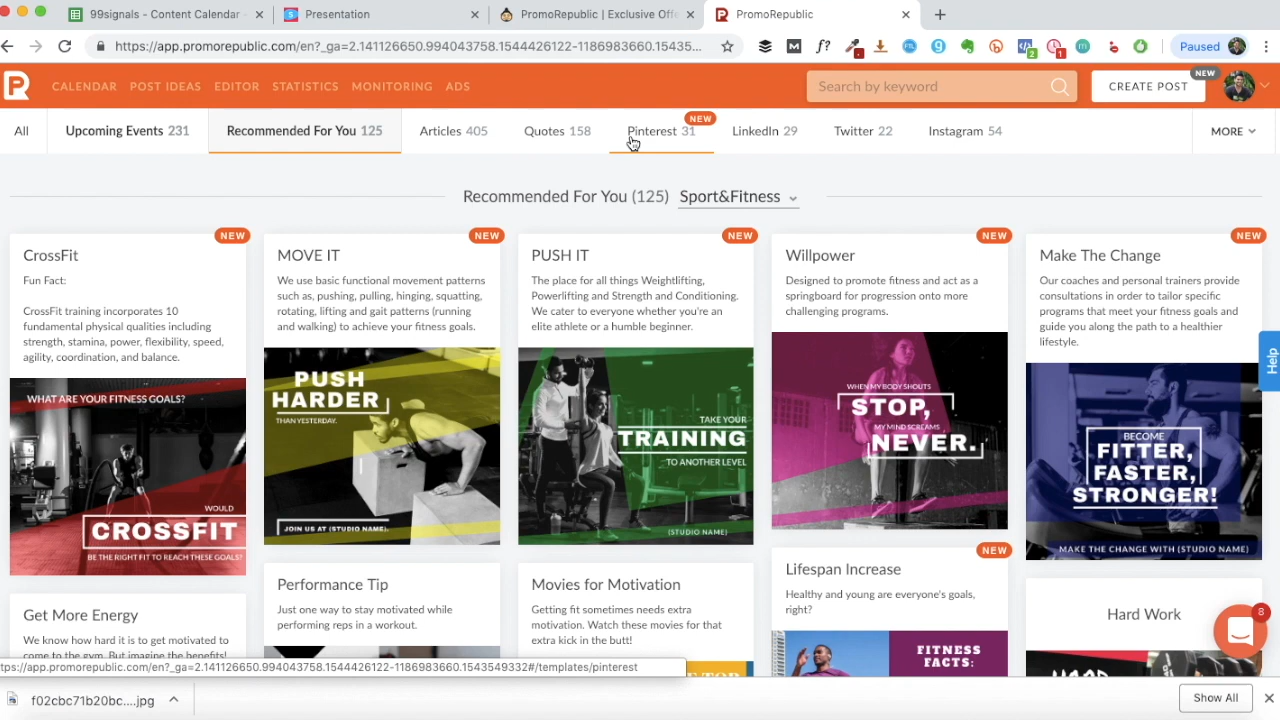 99signals - Content Calendar
Presentation
PromoRepublic | Exclusive Offe
PromoRepublic
https://app.promorepublic.com/en?_ga=2.141126650.994043758.1544426122-1186983660.15435...
Paused
CALENDAR POST IDEAS EDITOR STATISTICS MONITORING ADS
Search by keyword
CREATE POST
NEW
All
Upcoming Events 231
Recommended For You 125
Articles 405
Quotes 158
Pinterest 31
NEW
LinkedIn 29
Twitter 22
Instagram 54
MORE
Recommended For You (125) Sport&Fitness
NEW
CrossFit
Fun Fact:
CrossFit training incorporates 10
fundamental physical qualities including
strength, stamina, power, flexibility, speed,
agility, coordination, and balance.
WHAT ARE YOUR FITNESS GOALS?
WOULD
CROSSFIT
BE THE RIGHT FIT TO REACH THESE GOALS?
Get More Energy
We know how hard it is to get motivated to
come to the gym. But imagine the benefits!
NEW
MOVE IT
We use basic functional movement patterns
such as, pushing, pulling, hinging, squatting,
rotating, lifting and gait patterns (running
and walking) to achieve your fitness goals.
PUSH
HARDER
THAN YESTERDAY.
JOIN US AT (STUDIO NAME).
Performance Tip
Just one way to stay motivated while
performing reps in a workout.
NEW
PUSH IT
The place for all things Weightlifting,
Powerlifting and Strength and Conditioning.
We cater to everyone whether you're an
elite athlete or a humble beginner.
TAKE YOUR
TRAINING
TO ANOTHER LEVEL
(STUDIO NAME)
Movies for Motivation
Getting fit sometimes needs extra
motivation. Watch these movies for that
extra kick in the butt!
NEW
Willpower
Designed to promote fitness and act as a
springboard for progression onto more
challenging programs.
WHEN MY BODY SHOUTS
STOP,
MY MIND SCREAMS
NEVER.
NEW
Lifespan Increase
Healthy and young are everyone's goals,
right?
FITNESS
FACTS:
NEW
Make The Change
Our coaches and personal trainers provide
consultations in order to tailor specific
programs that meet your fitness goals and
guide you along the path to a healthier
lifestyle.
BECOME
FITTER,
FASTER,
STRONGER!
MAKE THE CHANGE WITH (STUDIO NAME)
Hard Work
Help
8
tps://app.promorepublic.com/en?_ga=2.141126650.994043758.1544426122-1186983660.1543549832#/templates/pinterest
f02cbc71b20bc....jpg
Show All